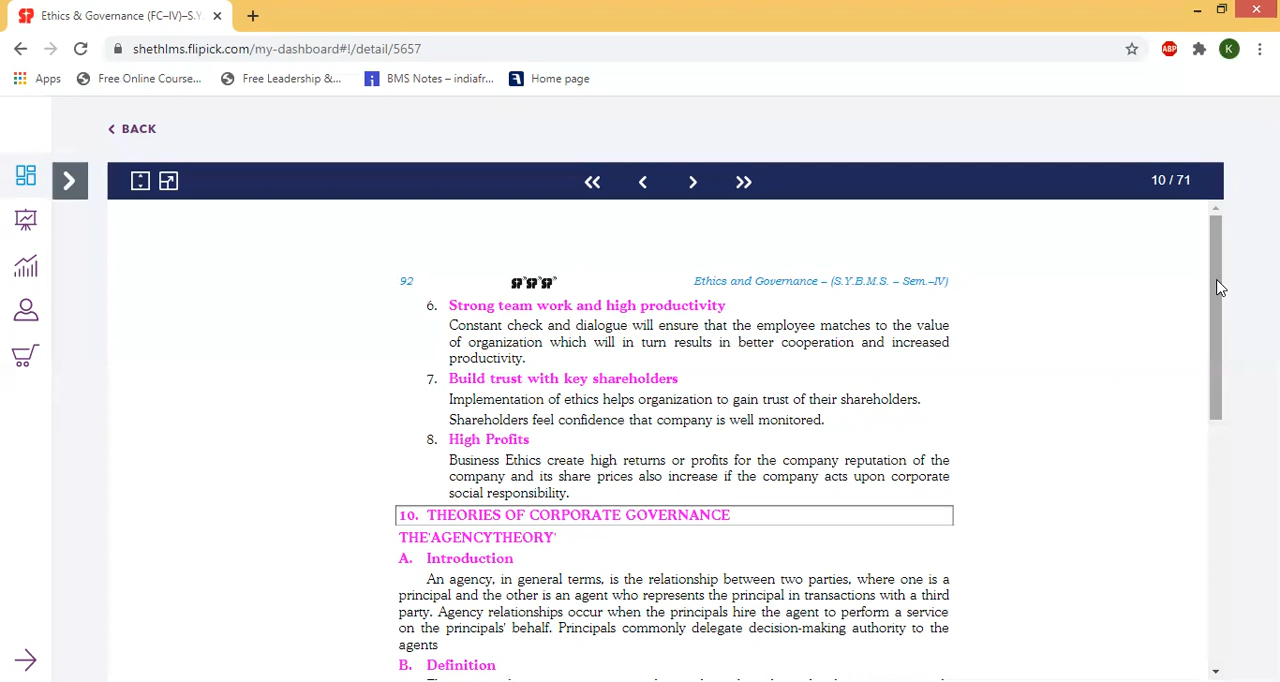 Ethics & Governance (FC–IV)–S.Y.
shethlms.flipick.com/my-dashboard#!/detail/5657
ABP
K
Apps
Free Online Course...
Free Leadership &...
BMS Notes – indiafr...
Home page
BACK
10 / 71
92
Ethics and Governance – (S.Y.B.M.S. – Sem.–IV)
6. Strong team work and high productivity
Constant check and dialogue will ensure that the employee matches to the value
of organization which will in turn results in better cooperation and increased
productivity.
7. Build trust with key shareholders
Implementation of ethics helps organization to gain trust of their shareholders.
Shareholders feel confidence that company is well monitored.
8. High Profits
Business Ethics create high returns or profits for the company reputation of the
company and its share prices also increase if the company acts upon corporate
social responsibility.
10. THEORIES OF CORPORATE GOVERNANCE
THE'AGENCYTHEORY'
A. Introduction
An agency, in general terms, is the relationship between two parties, where one is a
principal and the other is an agent who represents the principal in transactions with a third
party. Agency relationships occur when the principals hire the agent to perform a service
on the principals' behalf. Principals commonly delegate decision-making authority to the
agents
B. Definition